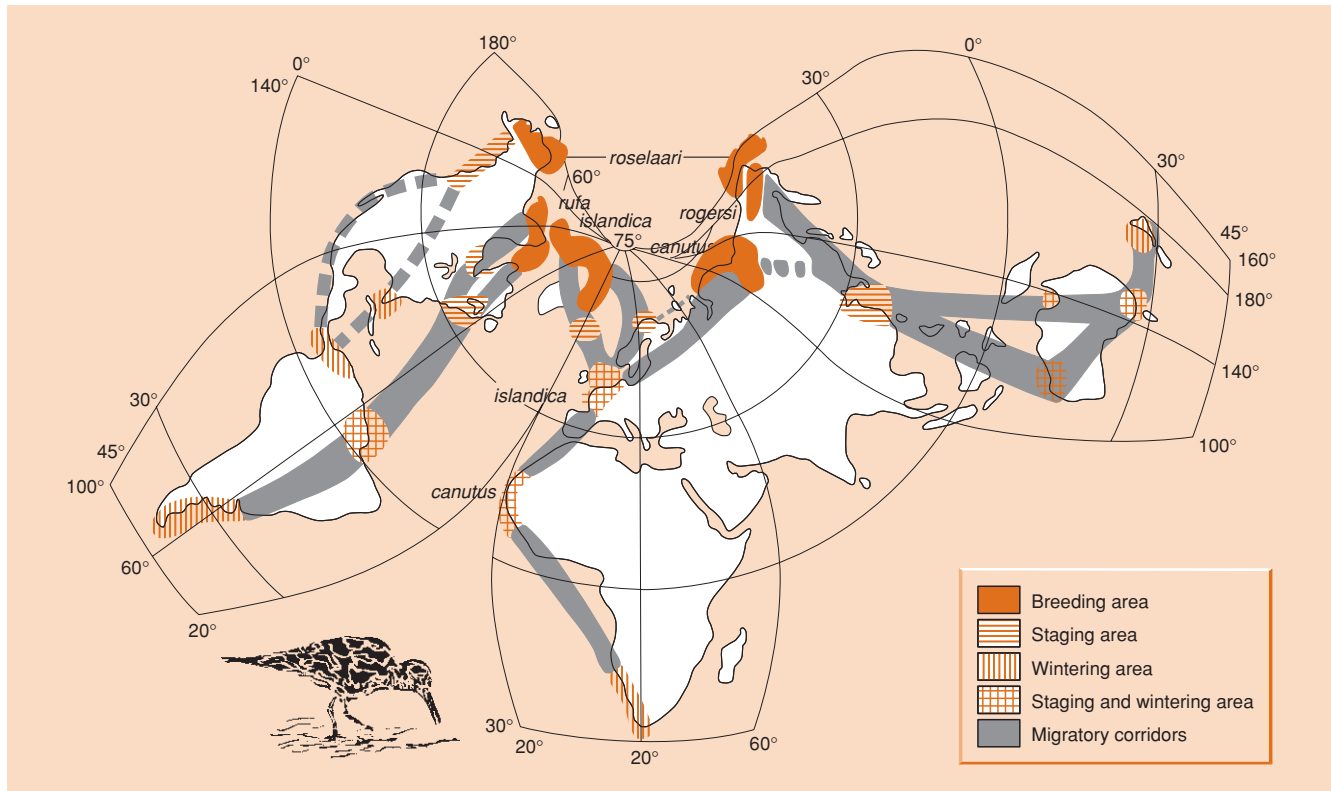 180°
0°
0°
140°
30°
roselaari
60°
30°
rufa
islandica
rogersi
75°
canutus
45°
160°
180°
islandica
140°
30°
45°
100°
100°
canutus
60°
20°
30°
20°
20°
60°
Breeding area
Staging area
Wintering area
Staging and wintering area
Migratory corridors